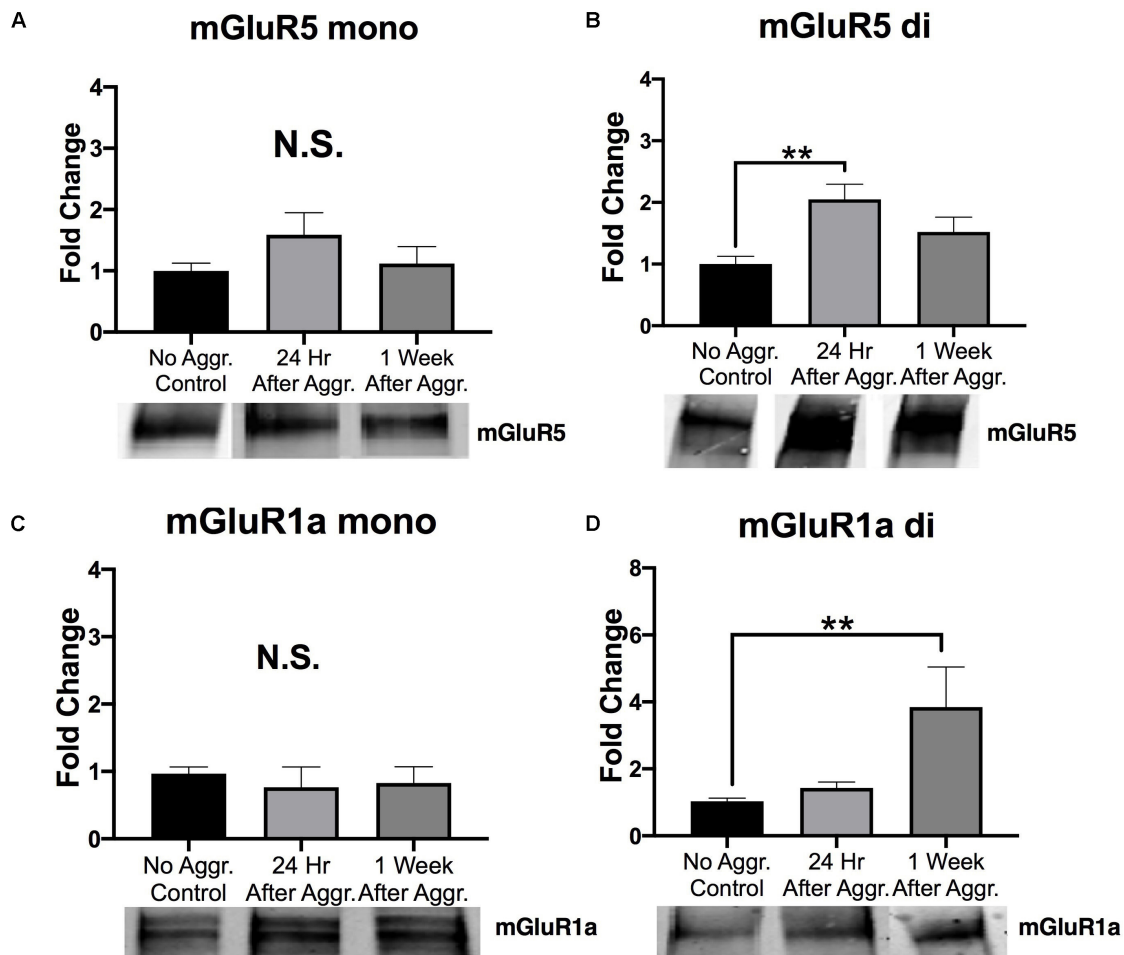 A
mGluR5 mono
Fold Change
4
3
2
1
0
N.S.
No Aggr. Control
24 Hr After Aggr.
1 Week After Aggr.
mGluR5
B
mGluR5 di
Fold Change
4
3
2
1
0
**
No Aggr. Control
24 Hr After Aggr.
1 Week After Aggr.
mGluR5
C
mGluR1a mono
Fold Change
4
3
2
1
0
N.S.
No Aggr. Control
24 Hr After Aggr.
1 Week After Aggr.
mGluR1a
D
mGluR1a di
Fold Change
8
6
4
2
0
**
No Aggr. Control
24 Hr After Aggr.
1 Week After Aggr.
mGluR1a